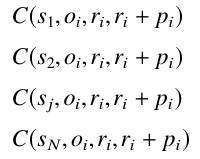 C(s₁, oᵢ, rᵢ, rᵢ + pᵢ)
C(s₂, oᵢ, rᵢ, rᵢ + pᵢ)
C(sⱼ, oᵢ, rᵢ, rᵢ + pᵢ)
C(s_N, oᵢ, rᵢ, rᵢ + pᵢ)